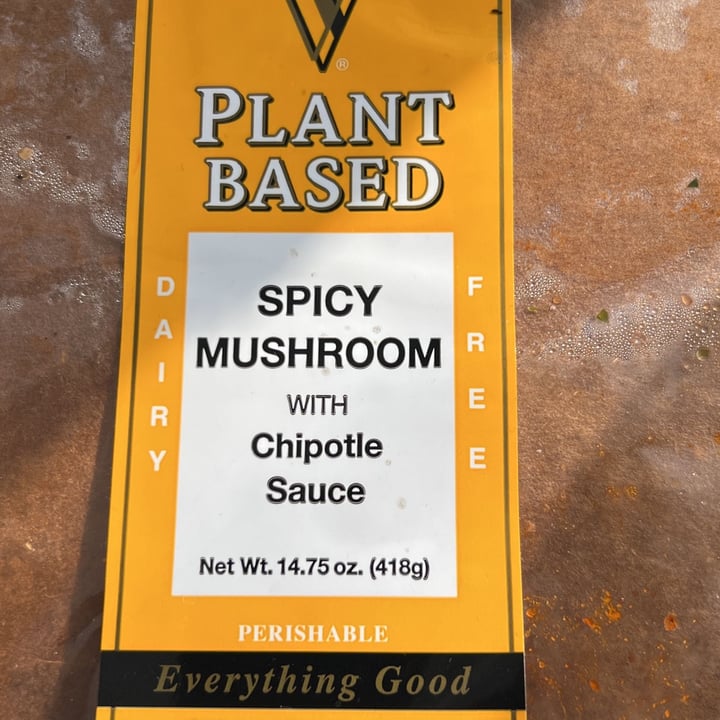 ®
PLANT
BASED
DAIRY
FREE
SPICY
MUSHROOM
WITH
Chipotle
Sauce
Net Wt. 14.75 oz. (418g)
PERISHABLE
Everything Good